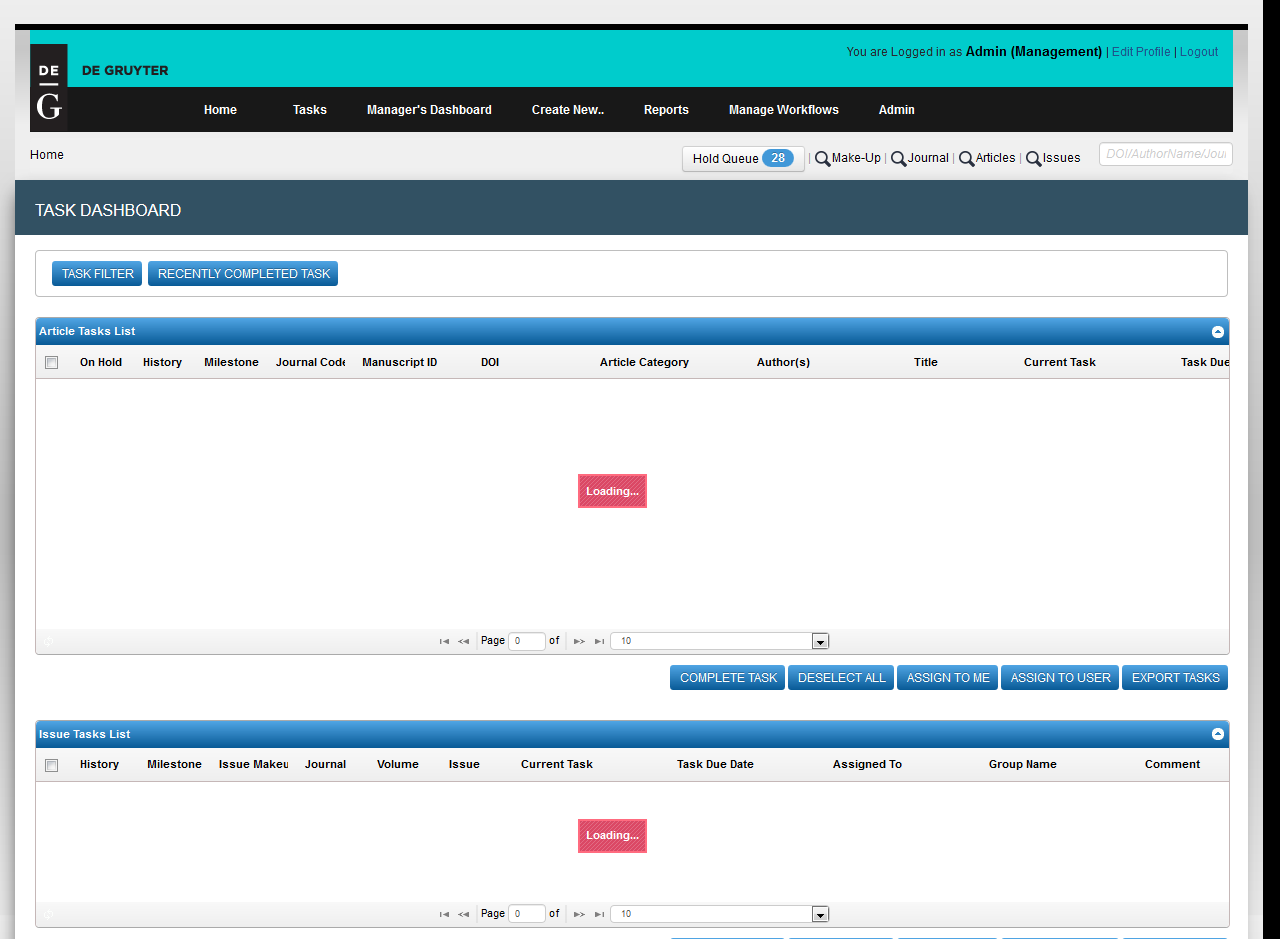 You are Logged in as Admin (Management) | Edit Profile | Logout
DE
G
DE GRUYTER
Home Tasks Manager's Dashboard Create New.. Reports Manage Workflows Admin
Home
Hold Queue 28 | Make-Up | Journal | Articles | Issues DOI/AuthorName/Jour
TASK DASHBOARD
TASK FILTER RECENTLY COMPLETED TASK
Article Tasks List
On Hold History Milestone Journal Code Manuscript ID DOI Article Category Author(s) Title Current Task Task Due
Loading...
Page 0 of 10
COMPLETE TASK DESELECT ALL ASSIGN TO ME ASSIGN TO USER EXPORT TASKS
Issue Tasks List
History Milestone Issue Makeu Journal Volume Issue Current Task Task Due Date Assigned To Group Name Comment
Loading...
Page 0 of 10